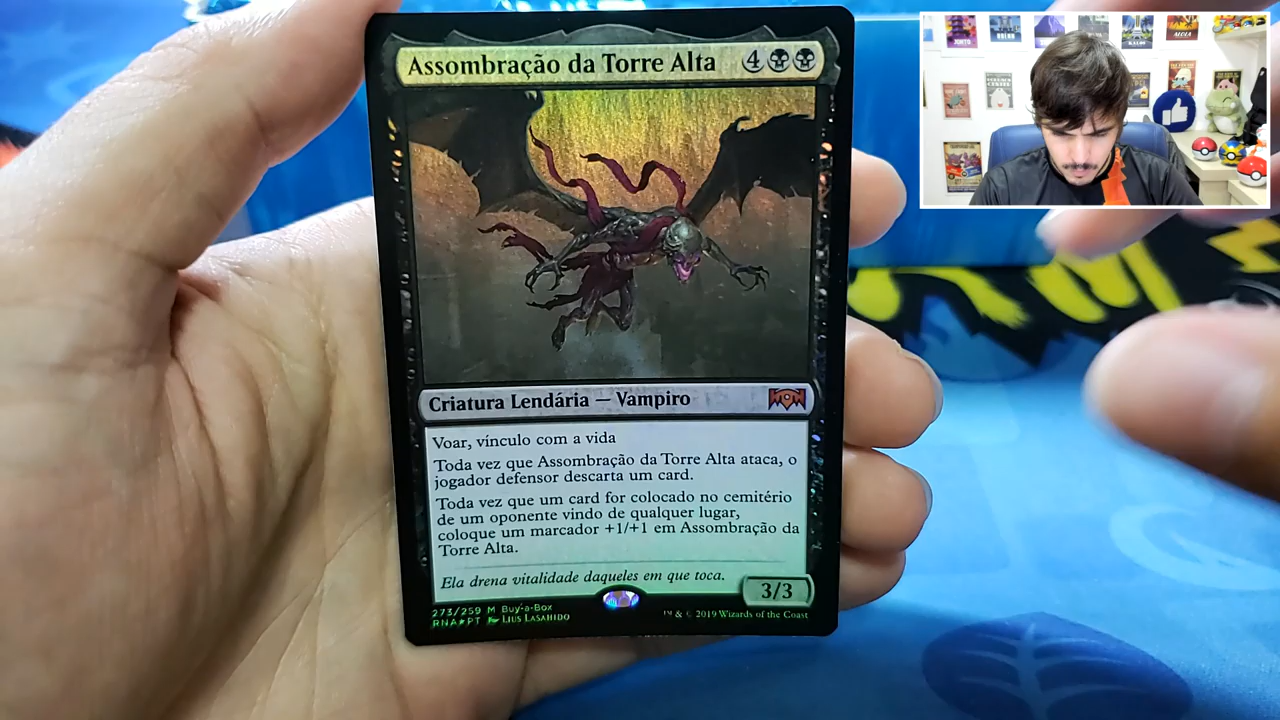 Assombração da Torre Alta 4
Criatura Lendária — Vampiro
Voar, vínculo com a vida
Toda vez que Assombração da Torre Alta ataca, o
jogador defensor descarta um card.
Toda vez que um card for colocado no cemitério
de um oponente vindo de qualquer lugar,
coloque um marcador +1/+1 em Assombração da
Torre Alta.
Ela drena vitalidade daqueles em que toca.
3/3
273/259 M Buy-a-Box
RNA★PT Lius Lasahido
™ & © 2019 Wizards of the Coast